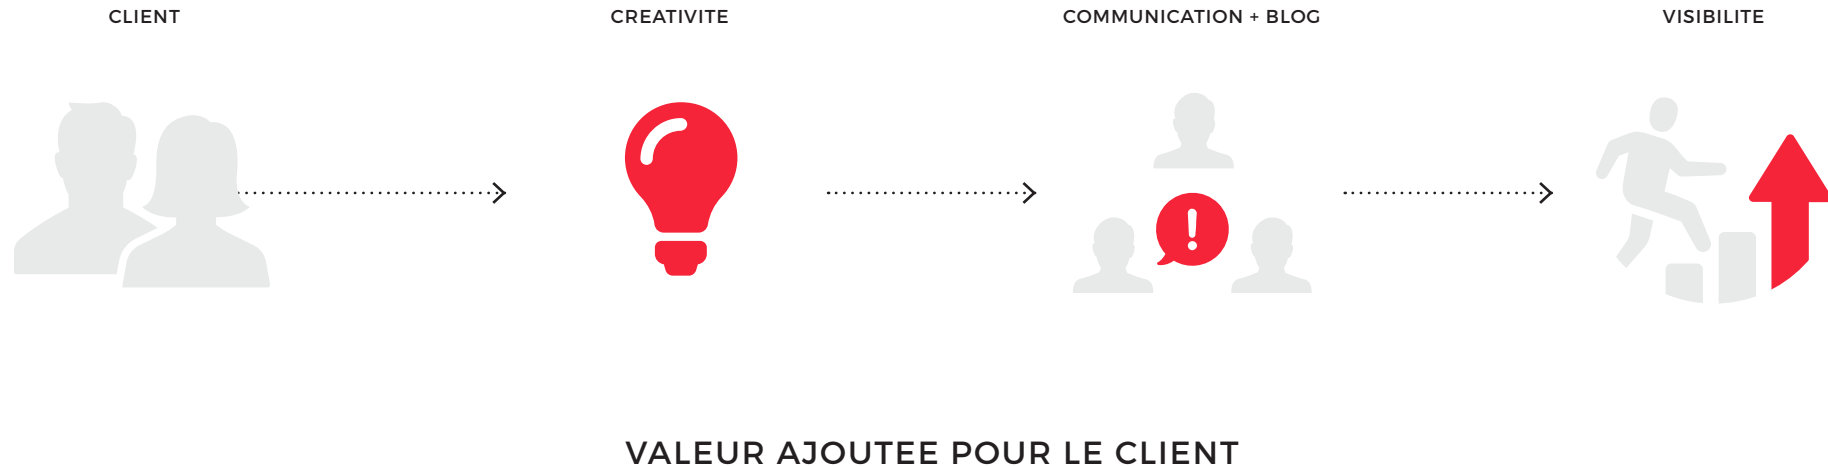 CLIENT
CREATIVITE
COMMUNICATION + BLOG
VISIBILITE
!
VALEUR AJOUTEE POUR LE CLIENT